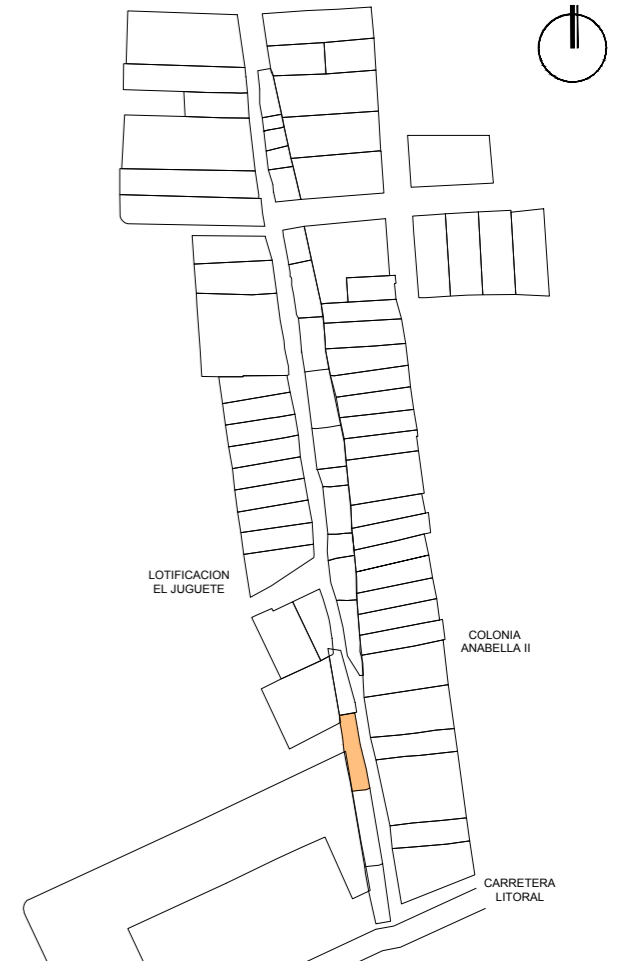 LOTIFICACION
EL JUGUETE
COLONIA
ANABELLA II
CARRETERA
LITORAL